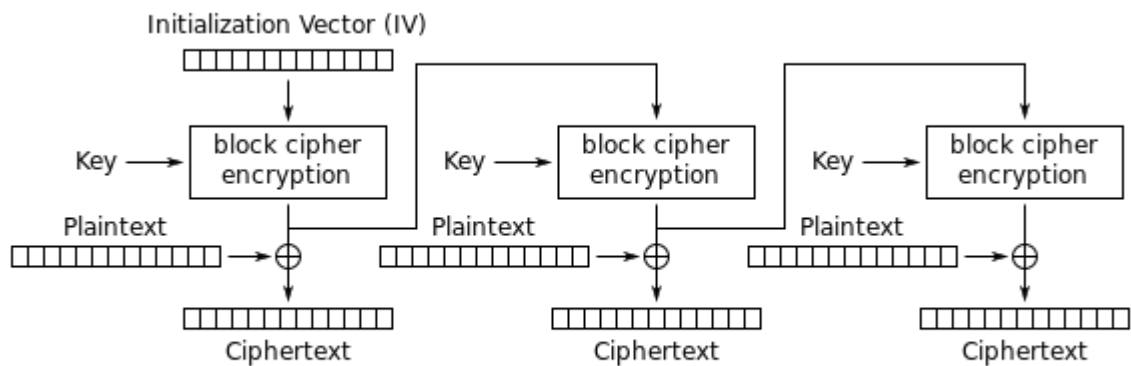 Initialization Vector (IV)
Key
block cipher
encryption
Key
block cipher
encryption
Key
block cipher
encryption
Plaintext
Plaintext
Plaintext
Ciphertext
Ciphertext
Ciphertext